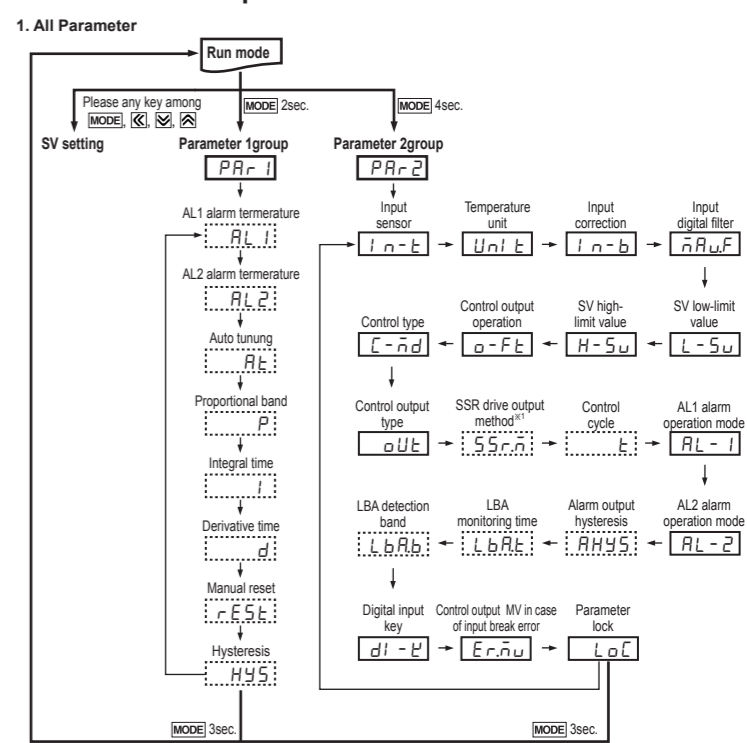 1. All Parameter
Run mode
Please any key among
MODE, «, ︾, ︽
MODE 2sec.
MODE 4sec.
SV setting
Parameter 1group
Parameter 2group
PAr1
PAr2
AL1 alarm termerature
AL1
AL2 alarm termerature
AL2
Auto tunung
At
Proportional band
P
Integral time
I
Derivative time
d
Manual reset
rESt
Hysteresis
HYS
MODE 3sec.
Input
sensor
In-t
Temperature
unit
UnIt
Input
correction
In-b
Input
digital filter
mAu.F
Control type
C-md
Control output
operation
o-Ft
SV high-
limit value
H-Su
SV low-limit
value
L-Su
Control output
type
oUt
SSR drive output
method※1
SSr.m
Control
cycle
t
AL1 alarm
operation mode
AL-1
LBA detection
band
LbA.b
LBA
monitoring time
LbA.t
Alarm output
hysteresis
AHYS
AL2 alarm
operation mode
AL-2
Digital input
key
dI-K
Control output MV in case
of input break error
Er.mu
Parameter
lock
LoC
MODE 3sec.